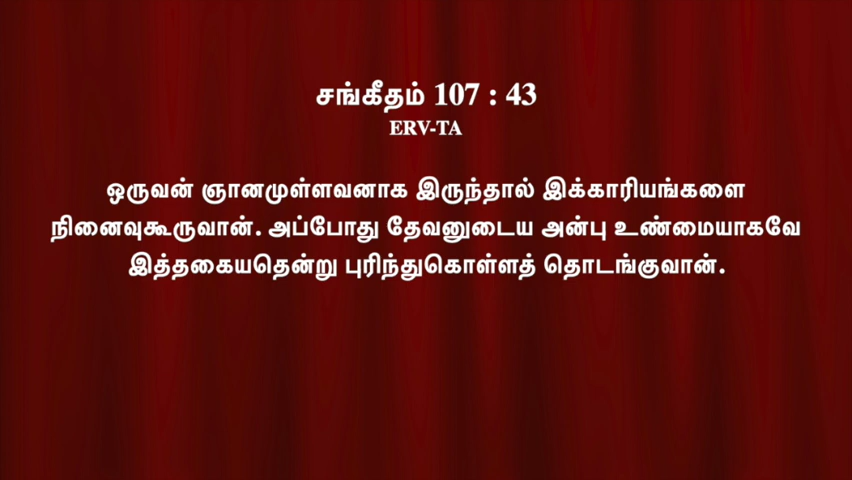 சங்கீதம் 107 : 43
ERV-TA
ஒருவன் ஞானமுள்ளவனாக இருந்தால் இக்காரியங்களை
நினைவுகூருவான். அப்போது தேவனுடைய அன்பு உண்மையாகவே
இத்தகையதென்று புரிந்துகொள்ளத் தொடங்குவான்.